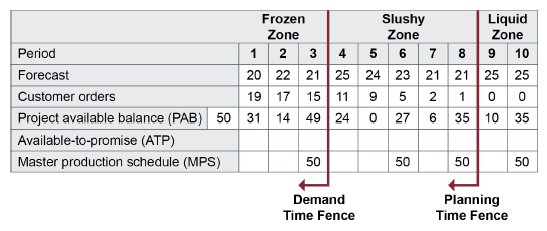 Frozen Zone Slushy Zone Liquid Zone
Period 1 2 3 4 5 6 7 8 9 10
Forecast 20 22 21 25 24 23 21 21 25 25
Customer orders 19 17 15 11 9 5 2 1 0 0
Project available balance (PAB) 50 31 14 49 24 0 27 6 35 10 35
Available-to-promise (ATP)
Master production schedule (MPS) 50 50 50 50
Demand Time Fence Planning Time Fence